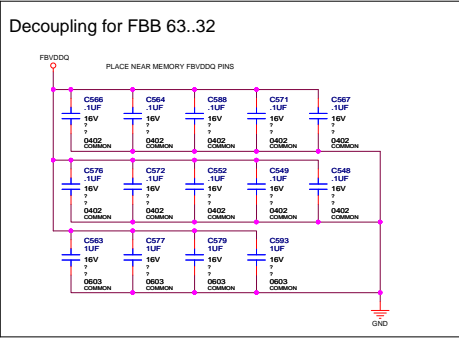 Decoupling for FBB 63..32
FBVDDQ
PLACE NEAR MEMORY FBVDDQ PINS
C566 C564 C588 C571 C567
.1UF .1UF .1UF .1UF .1UF
16V 16V 16V 16V 16V
? ? ? ? ?
? ? ? ? ?
0402 0402 0402 0402 0402
COMMON COMMON COMMON COMMON COMMON
C576 C572 C552 C549 C548
.1UF .1UF .1UF .1UF .1UF
16V 16V 16V 16V 16V
? ? ? ? ?
? ? ? ? ?
0402 0402 0402 0402 0402
COMMON COMMON COMMON COMMON COMMON
C563 C577 C579 C593
1UF 1UF 1UF 1UF
16V 16V 16V 16V
? ? ? ?
? ? ? ?
0603 0603 0603 0603
COMMON COMMON COMMON COMMON
GND